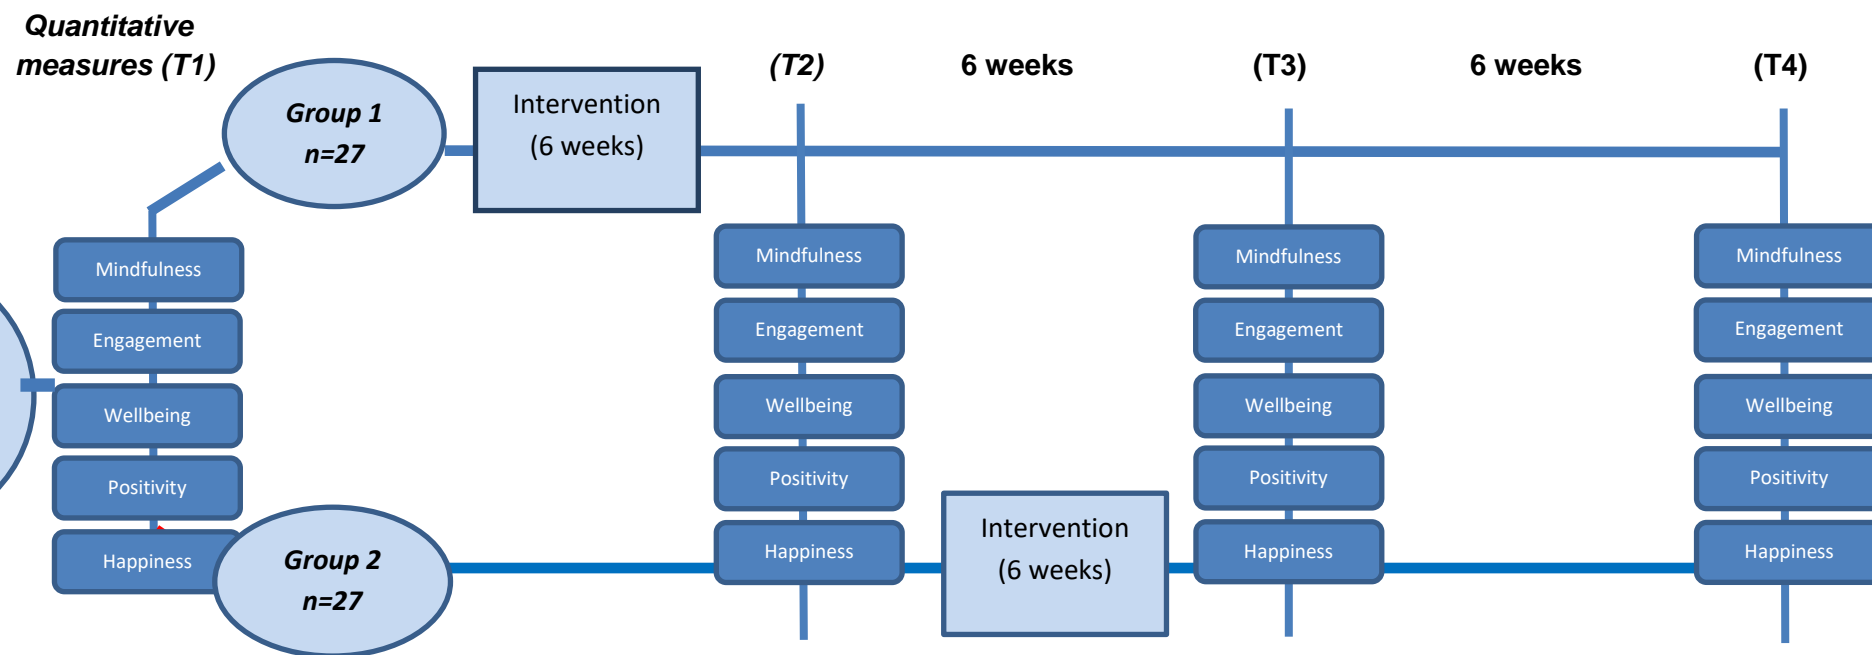 Quantitative
measures (T1)
(T2)
6 weeks
(T3)
6 weeks
(T4)
Group 1
n=27
Intervention
(6 weeks)
Mindfulness
Engagement
Wellbeing
Positivity
Happiness
Group 2
n=27
Mindfulness
Engagement
Wellbeing
Positivity
Happiness
Intervention
(6 weeks)
Mindfulness
Engagement
Wellbeing
Positivity
Happiness
Mindfulness
Engagement
Wellbeing
Positivity
Happiness